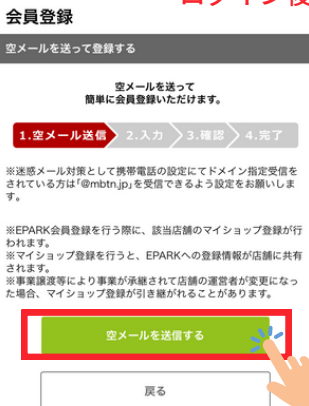 ログイン後
会員登録
空メールを送って登録する
空メールを送って
簡単に会員登録いただけます。
1.空メール送信 2.入力 3.確認 4.完了
※迷惑メール対策として携帯電話の設定にてドメイン指定受信を
されている方は「@mbtn.jp」を受信できるよう設定をお願いしま
す。
※EPARK会員登録を行う際に、該当店舗のマイショップ登録が行
われます。
※マイショップ登録を行うと、EPARKへの登録情報が店舗に共有
されます。
※事業譲渡等により事業が承継されて店舗の運営者が変更になっ
た場合、マイショップ登録が引き継がれることがあります。
空メールを送信する
戻る